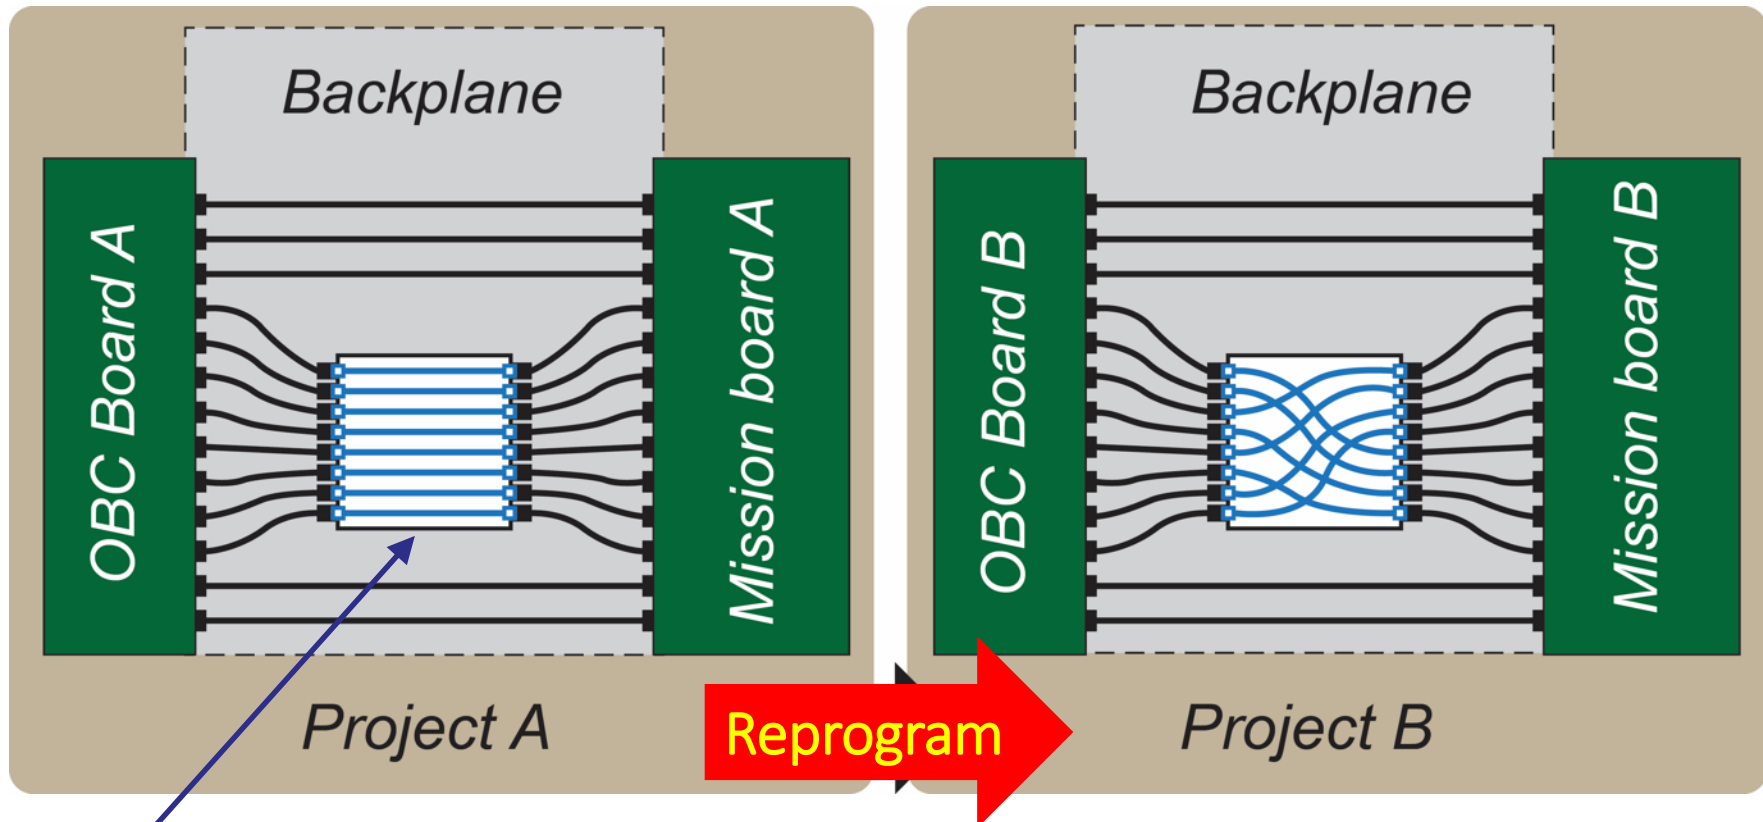 Backplane
OBC Board A
Mission board A
Project A
Reprogram
Backplane
OBC Board B
Mission board B
Project B